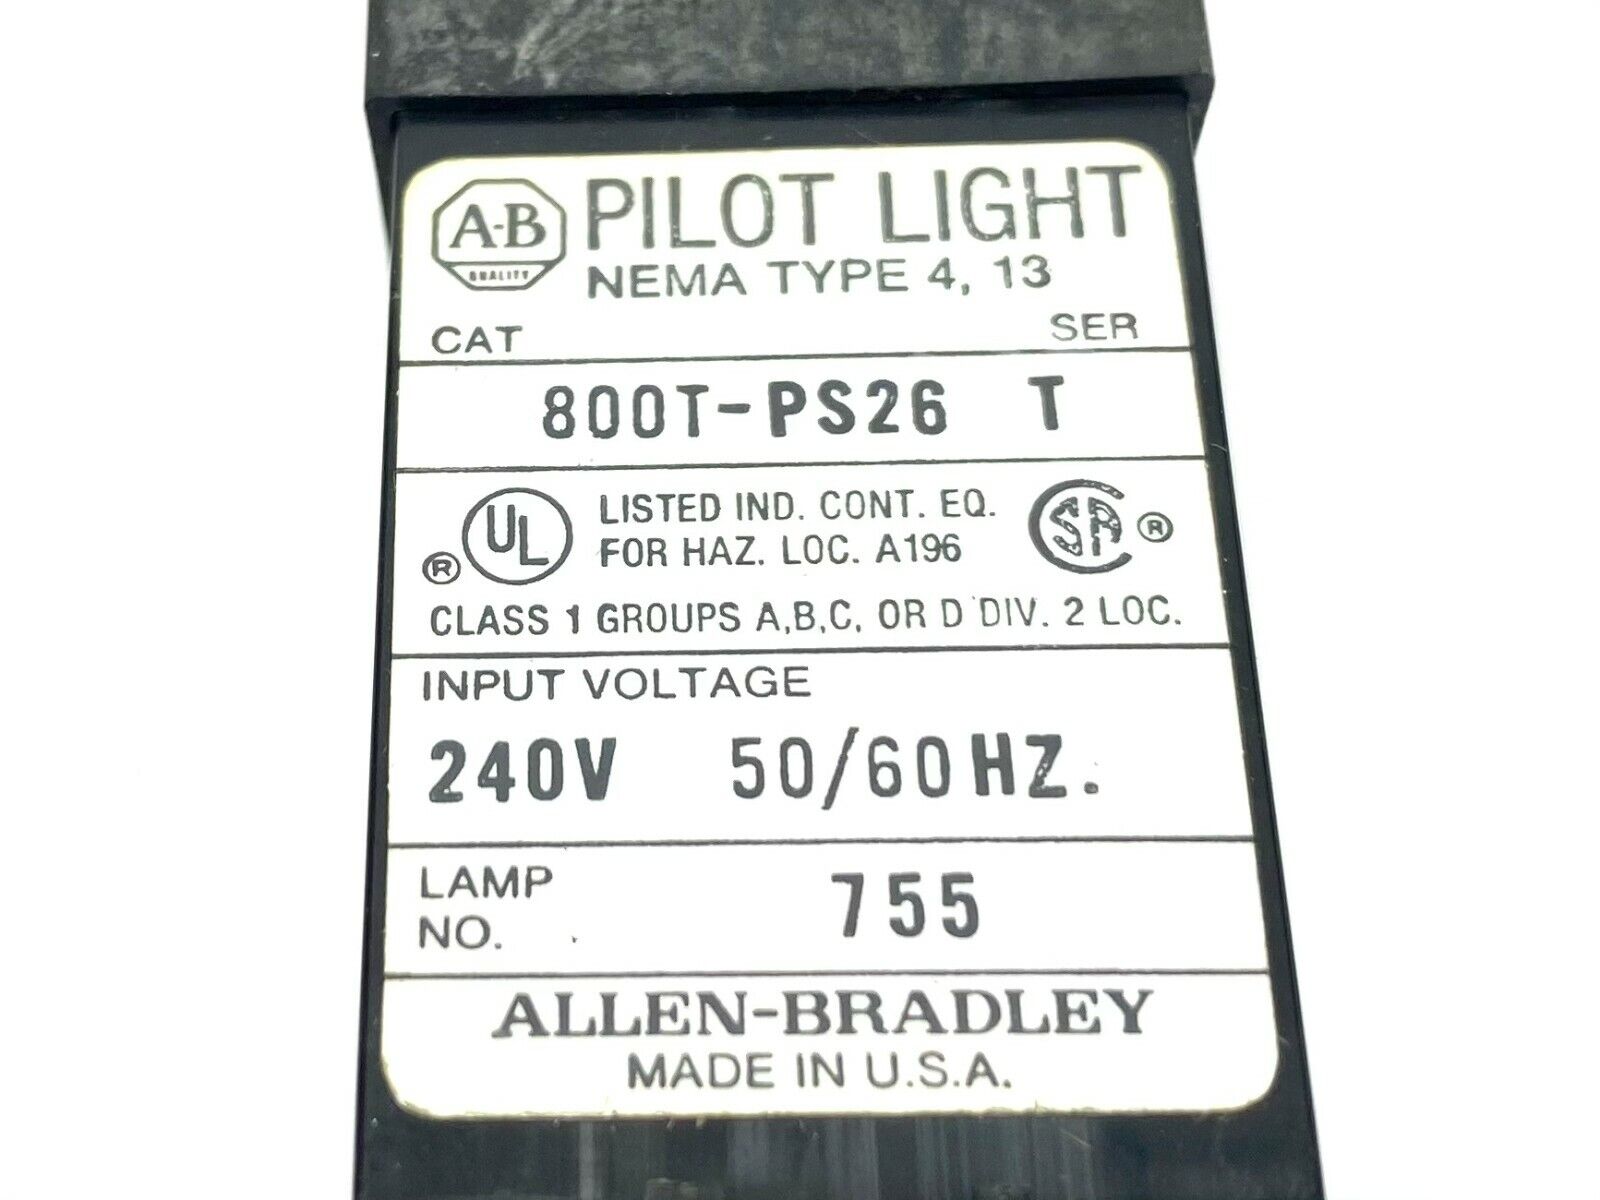 A-B PILOT LIGHT
QUALITY
NEMA TYPE 4, 13
CAT SER
800T-PS26 T
UL ® LISTED IND. CONT. EQ. SA ®
FOR HAZ. LOC. A196
CLASS 1 GROUPS A,B,C, OR D DIV. 2 LOC.
INPUT VOLTAGE
240V 50/60HZ.
LAMP
NO. 755
ALLEN-BRADLEY
MADE IN U.S.A.